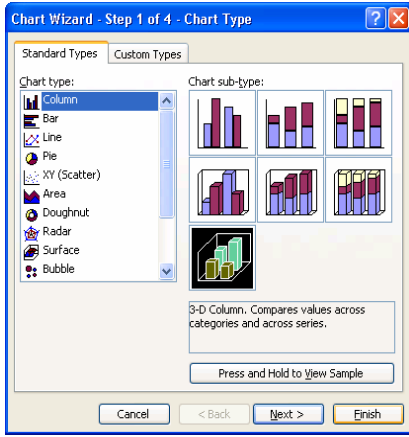 Chart Wizard - Step 1 of 4 - Chart Type
Standard Types
Custom Types
Chart type:
Column
Bar
Line
Pie
XY (Scatter)
Area
Doughnut
Radar
Surface
Bubble
Chart sub-type:
3-D Column. Compares values across
categories and across series.
Press and Hold to View Sample
Cancel
< Back
Next >
Finish